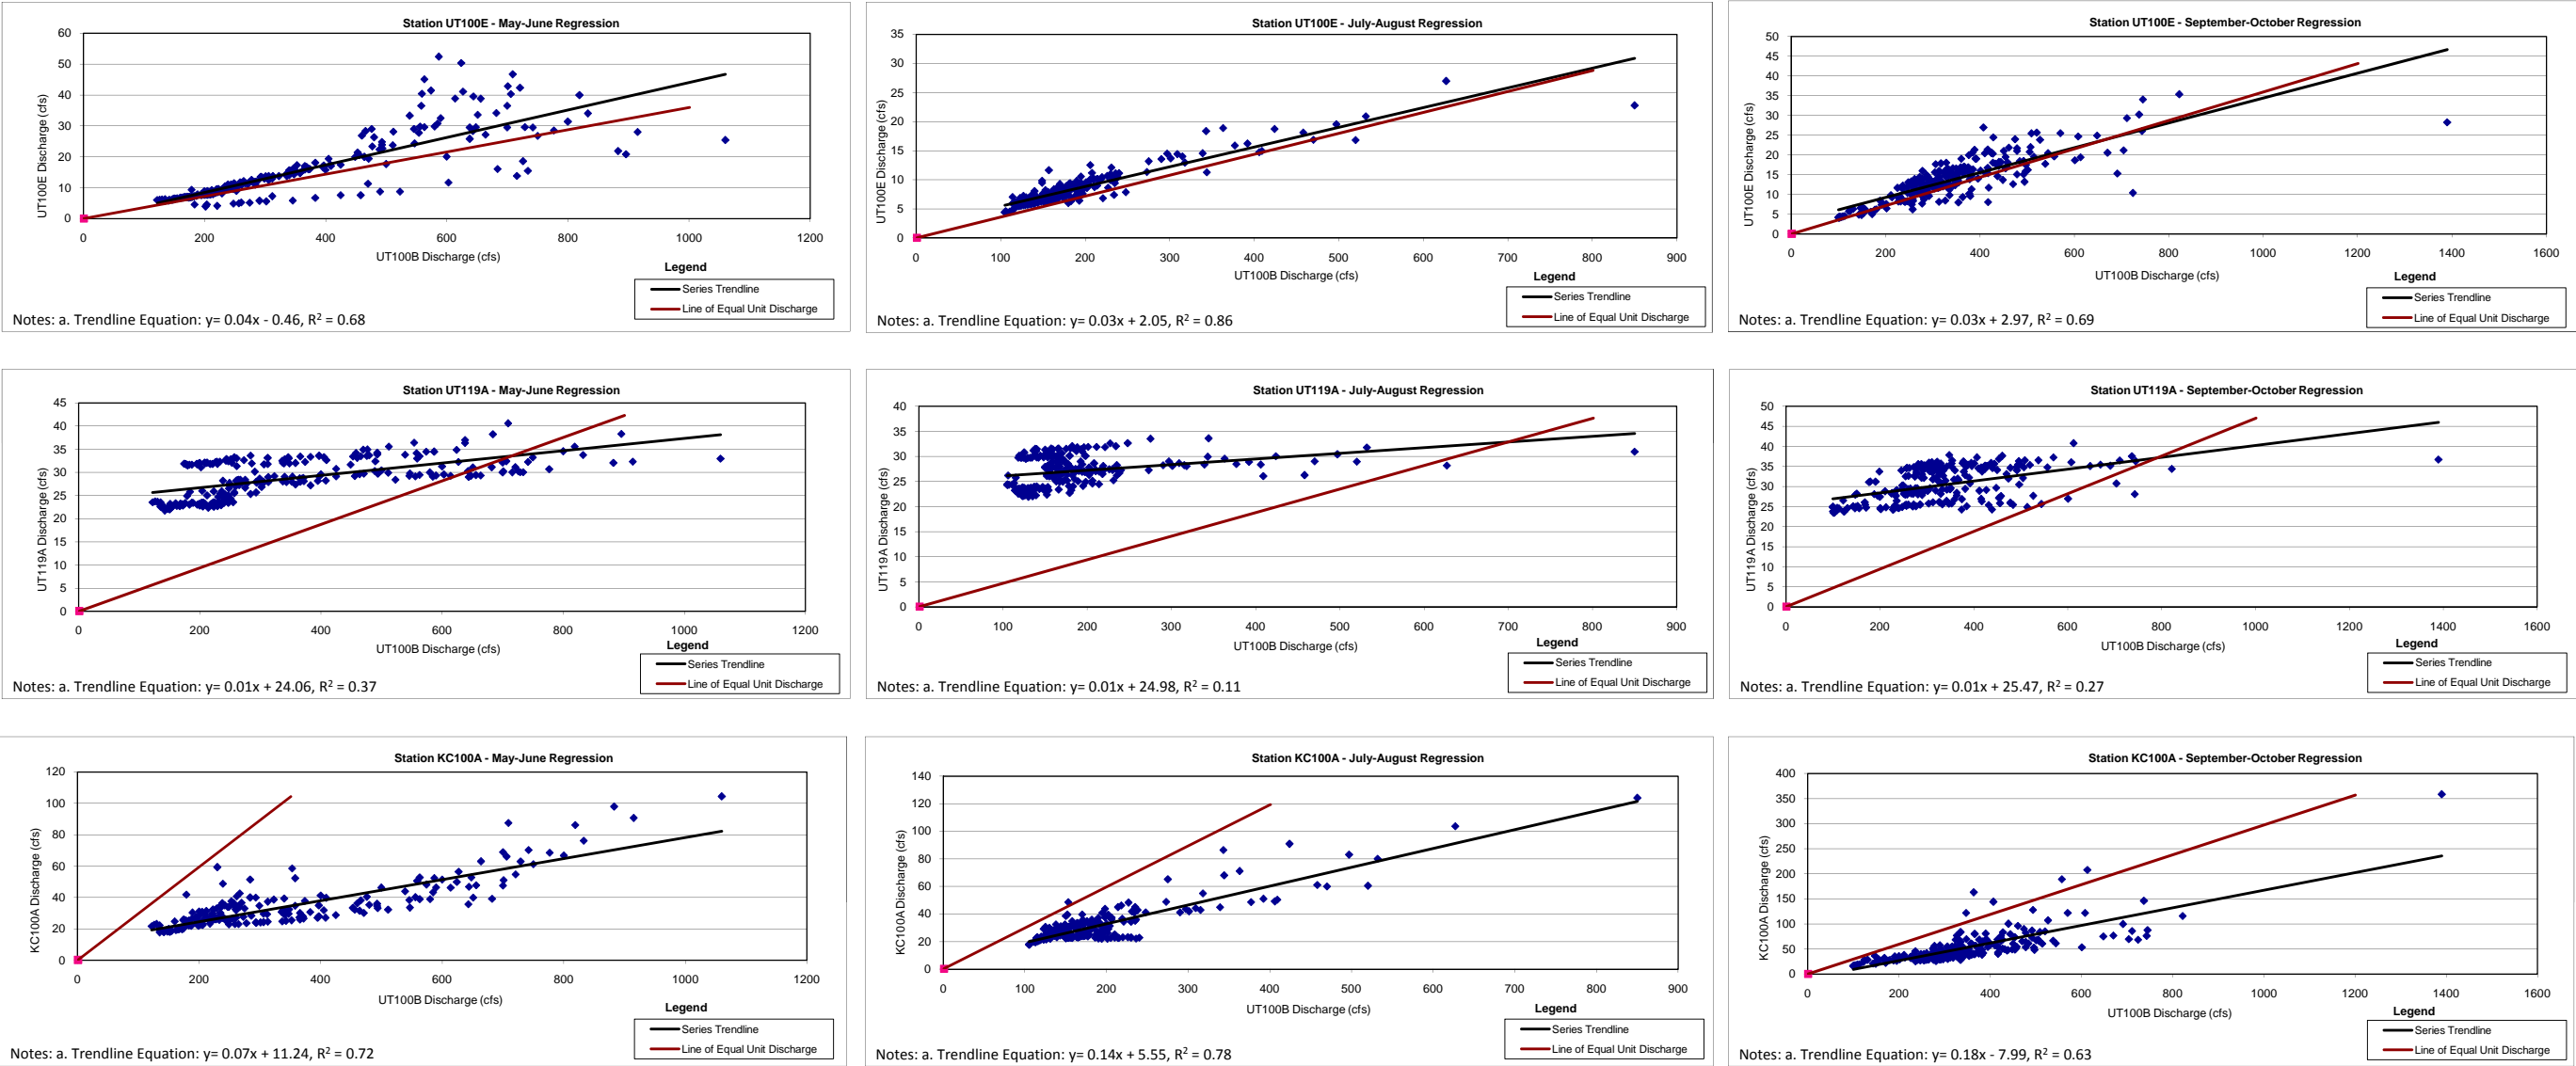 Station UT100E - May-June Regression
60
50
40
30
20
10
0
UT100E Discharge (cfs)
0 200 400 600 800 1000 1200
UT100B Discharge (cfs)
Legend
Series Trendline
Line of Equal Unit Discharge
Notes: a. Trendline Equation: y= 0.04x - 0.46, R² = 0.68
Station UT100E - July-August Regression
35
30
25
20
15
10
5
0
UT100E Discharge (cfs)
0 100 200 300 400 500 600 700 800 900
UT100B Discharge (cfs)
Legend
Series Trendline
Line of Equal Unit Discharge
Notes: a. Trendline Equation: y= 0.03x + 2.05, R² = 0.86
Station UT100E - September-October Regression
50
45
40
35
30
25
20
15
10
5
0
UT100E Discharge (cfs)
0 200 400 600 800 1000 1200 1400 1600
UT100B Discharge (cfs)
Legend
Series Trendline
Line of Equal Unit Discharge
Notes: a. Trendline Equation: y= 0.03x + 2.97, R² = 0.69
Station UT119A - May-June Regression
45
40
35
30
25
20
15
10
5
0
UT119A Discharge (cfs)
0 200 400 600 800 1000 1200
UT100B Discharge (cfs)
Legend
Series Trendline
Line of Equal Unit Discharge
Notes: a. Trendline Equation: y= 0.01x + 24.06, R² = 0.37
Station UT119A - July-August Regression
40
35
30
25
20
15
10
5
0
UT119A Discharge (cfs)
0 100 200 300 400 500 600 700 800 900
UT100B Discharge (cfs)
Legend
Series Trendline
Line of Equal Unit Discharge
Notes: a. Trendline Equation: y= 0.01x + 24.98, R² = 0.11
Station UT119A - September-October Regression
50
45
40
35
30
25
20
15
10
5
0
UT119A Discharge (cfs)
0 200 400 600 800 1000 1200 1400 1600
UT100B Discharge (cfs)
Legend
Series Trendline
Line of Equal Unit Discharge
Notes: a. Trendline Equation: y= 0.01x + 25.47, R² = 0.27
Station KC100A - May-June Regression
120
100
80
60
40
20
0
KC100A Discharge (cfs)
0 200 400 600 800 1000 1200
UT100B Discharge (cfs)
Legend
Series Trendline
Line of Equal Unit Discharge
Notes: a. Trendline Equation: y= 0.07x + 11.24, R² = 0.72
Station KC100A - July-August Regression
140
120
100
80
60
40
20
0
KC100A Discharge (cfs)
0 100 200 300 400 500 600 700 800 900
UT100B Discharge (cfs)
Legend
Series Trendline
Line of Equal Unit Discharge
Notes: a. Trendline Equation: y= 0.14x + 5.55, R² = 0.78
Station KC100A - September-October Regression
400
350
300
250
200
150
100
50
0
KC100A Discharge (cfs)
0 200 400 600 800 1000 1200 1400 1600
UT100B Discharge (cfs)
Legend
Series Trendline
Line of Equal Unit Discharge
Notes: a. Trendline Equation: y= 0.18x - 7.99, R² = 0.63